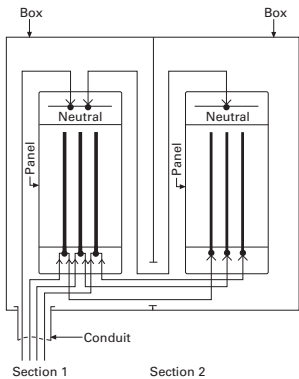 Box
Box
Neutral
Neutral
Panel
Panel
Conduit
Section 1
Section 2